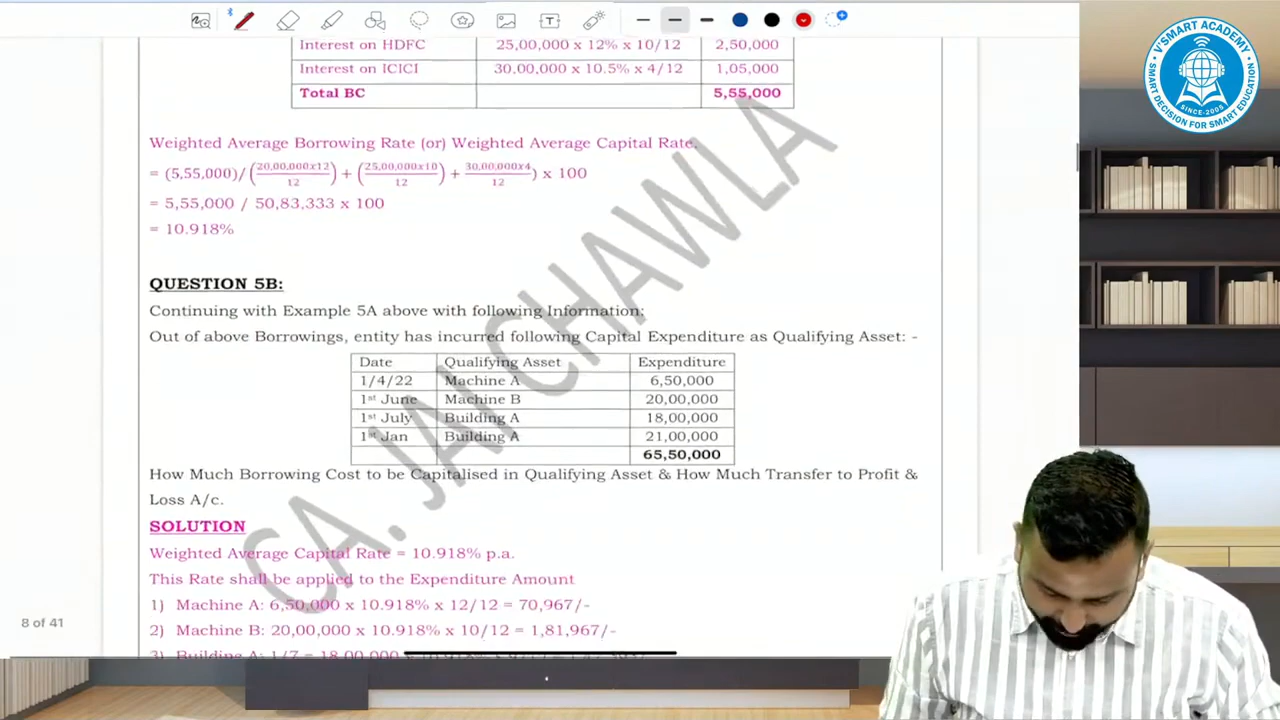 Interest on HDFC 25,00,000 x 12% x 10/12 2,50,000
Interest on ICICI 30,00,000 x 10.5% x 4/12 1,05,000
Total BC 5,55,000
Weighted Average Borrowing Rate (or) Weighted Average Capital Rate.
= (5,55,000)/(20,00,000x12/12) + (25,00,000x10/12) + 30,00,000x4/12) x 100
= 5,55,000 / 50,83,333 x 100
= 10.918%
QUESTION 5B:
Continuing with Example 5A above with following Information:
Out of above Borrowings, entity has incurred following Capital Expenditure as Qualifying Asset: -
Date Qualifying Asset Expenditure
1/4/22 Machine A 6,50,000
1st June Machine B 20,00,000
1st July Building A 18,00,000
1st Jan Building A 21,00,000
65,50,000
How Much Borrowing Cost to be Capitalised in Qualifying Asset & How Much Transfer to Profit &
Loss A/c.
SOLUTION
Weighted Average Capital Rate = 10.918% p.a.
This Rate shall be applied to the Expenditure Amount
1) Machine A: 6,50,000 x 10.918% x 12/12 = 70,967/-
2) Machine B: 20,00,000 x 10.918% x 10/12 = 1,81,967/-
3) Building A: 1/7 = 18,00,000
8 of 41
CA. JAI CHAWLA
V'SMART ACADEMY
SINCE-2005
SMART DECISION FOR SMART EDUCATION
T